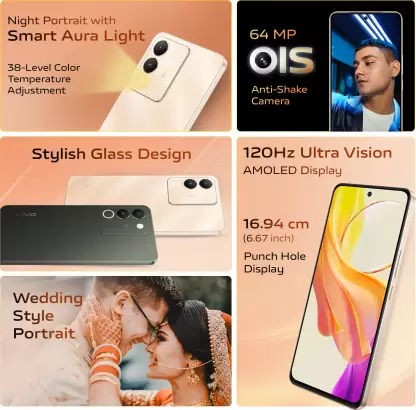 Night Portrait with
Smart Aura Light
38-Level Color
Temperature
Adjustment
64 MP
OIS
Anti-Shake
Camera
Stylish Glass Design
vivo
120Hz Ultra Vision
AMOLED Display
16.94 cm
(6.67 inch)
Punch Hole
Display
Wedding
Style
Portrait